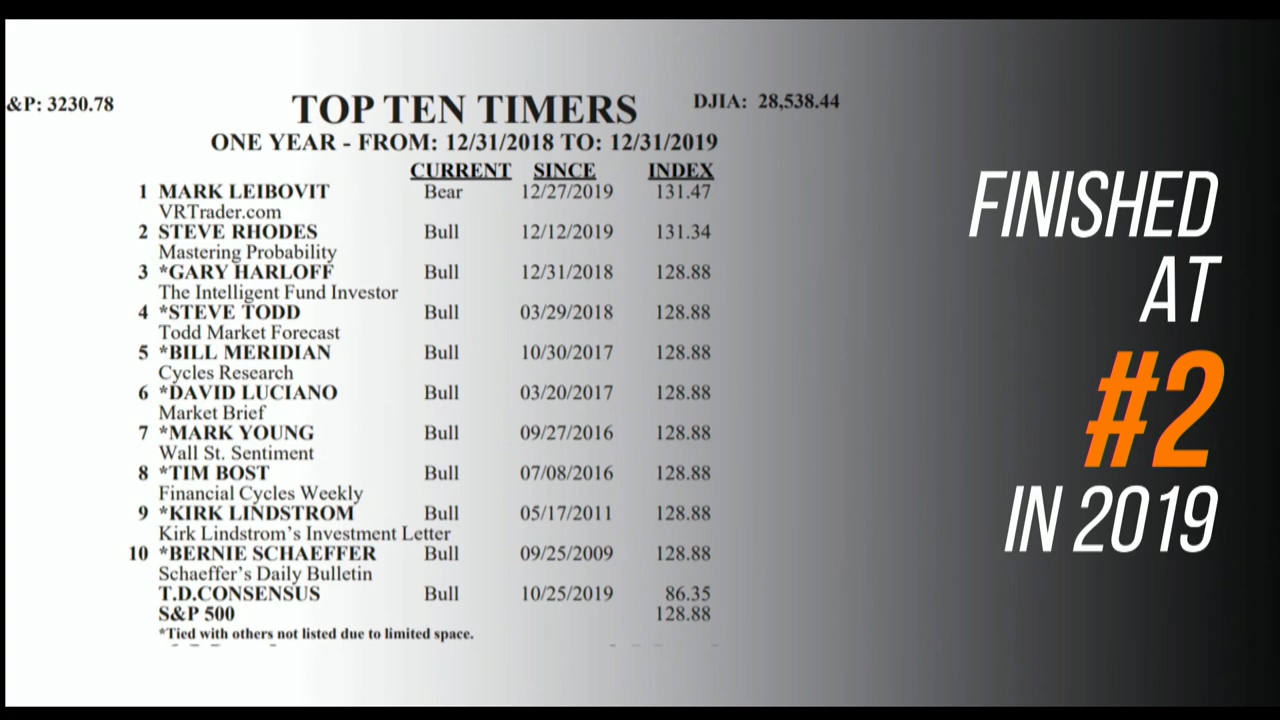 &P: 3230.78
TOP TEN TIMERS
DJIA: 28,538.44
ONE YEAR - FROM: 12/31/2018 TO: 12/31/2019
CURRENT SINCE INDEX
1 MARK LEIBOVIT Bear 12/27/2019 131.47
VRTrader.com
2 STEVE RHODES Bull 12/12/2019 131.34
Mastering Probability
3 *GARY HARLOFF Bull 12/31/2018 128.88
The Intelligent Fund Investor
4 *STEVE TODD Bull 03/29/2018 128.88
Todd Market Forecast
5 *BILL MERIDIAN Bull 10/30/2017 128.88
Cycles Research
6 *DAVID LUCIANO Bull 03/20/2017 128.88
Market Brief
7 *MARK YOUNG Bull 09/27/2016 128.88
Wall St. Sentiment
8 *TIM BOST Bull 07/08/2016 128.88
Financial Cycles Weekly
9 *KIRK LINDSTROM Bull 05/17/2011 128.88
Kirk Lindstrom's Investment Letter
10 *BERNIE SCHAEFFER Bull 09/25/2009 128.88
Schaeffer's Daily Bulletin
T.D.CONSENSUS Bull 10/25/2019 86.35
S&P 500 128.88
*Tied with others not listed due to limited space.
FINISHED
AT
#2
IN 2019